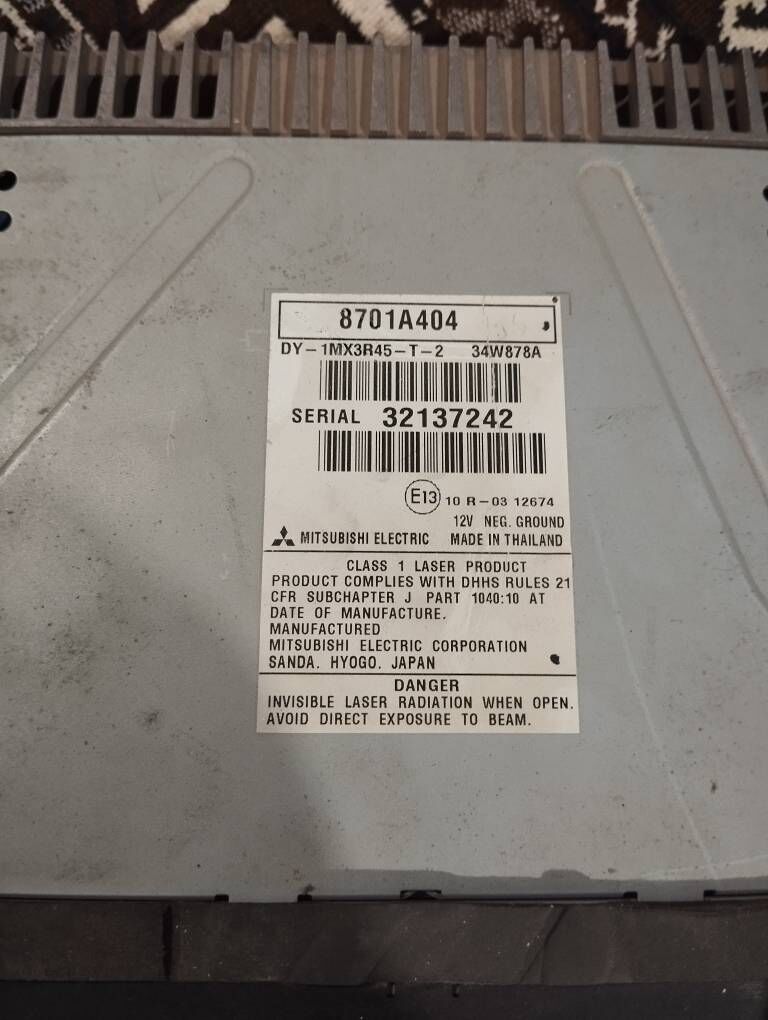 8701A404
DY-1MX3R45-T-2 34W878A
SERIAL 32137242
E13 10 R-03 12674
12V NEG. GROUND
MITSUBISHI ELECTRIC MADE IN THAILAND
CLASS 1 LASER PRODUCT
PRODUCT COMPLIES WITH DHHS RULES 21
CFR SUBCHAPTER J PART 1040:10 AT
DATE OF MANUFACTURE.
MANUFACTURED
MITSUBISHI ELECTRIC CORPORATION
SANDA. HYOGO. JAPAN
DANGER
INVISIBLE LASER RADIATION WHEN OPEN.
AVOID DIRECT EXPOSURE TO BEAM.